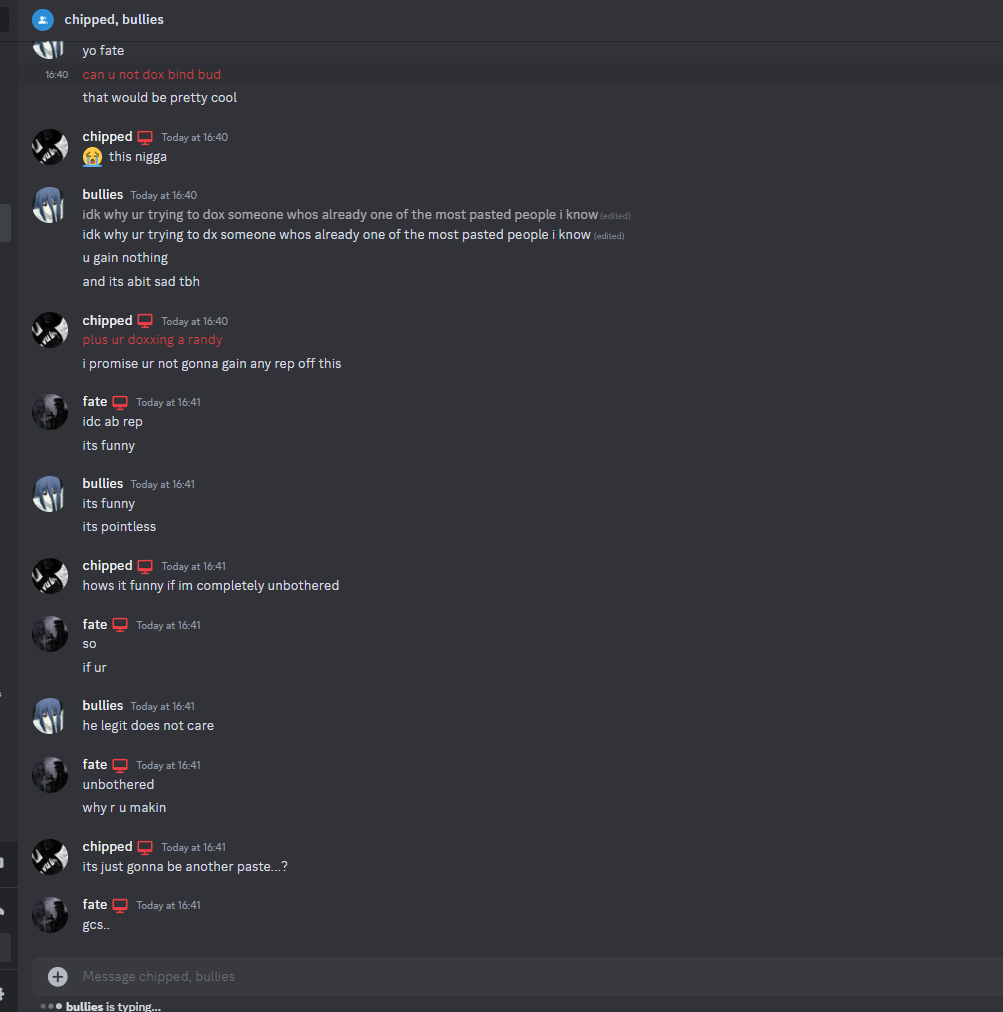 chipped, bullies
yo fate
16:40 can u not dox bind bud
that would be pretty cool
chipped Today at 16:40
😭 this nigga
bullies Today at 16:40
idk why ur trying to dox someone whos already one of the most pasted people i know (edited)
idk why ur trying to dx someone whos already one of the most pasted people i know (edited)
u gain nothing
and its abit sad tbh
chipped Today at 16:40
plus ur doxxing a randy
i promise ur not gonna gain any rep off this
fate Today at 16:41
idc ab rep
its funny
bullies Today at 16:41
its funny
its pointless
chipped Today at 16:41
hows it funny if im completely unbothered
fate Today at 16:41
so
if ur
bullies Today at 16:41
he legit does not care
fate Today at 16:41
unbothered
why r u makin
chipped Today at 16:41
its just gonna be another paste...?
fate Today at 16:41
gcs..
Message chipped, bullies
bullies is typing...